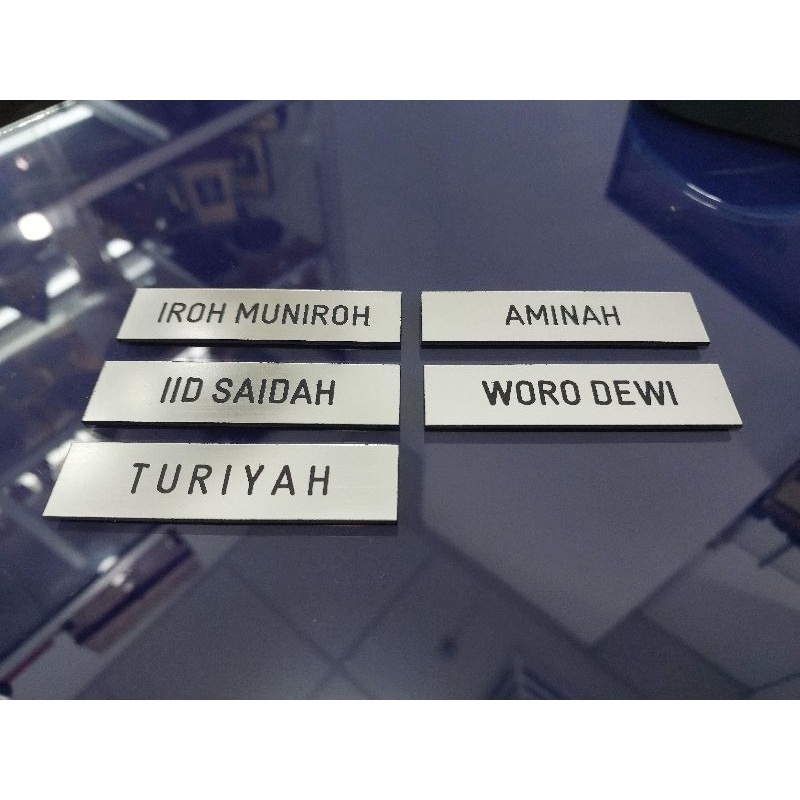 IROH MUNIROH
AMINAH
IID SAIDAH
WORO DEWI
TURIYAH